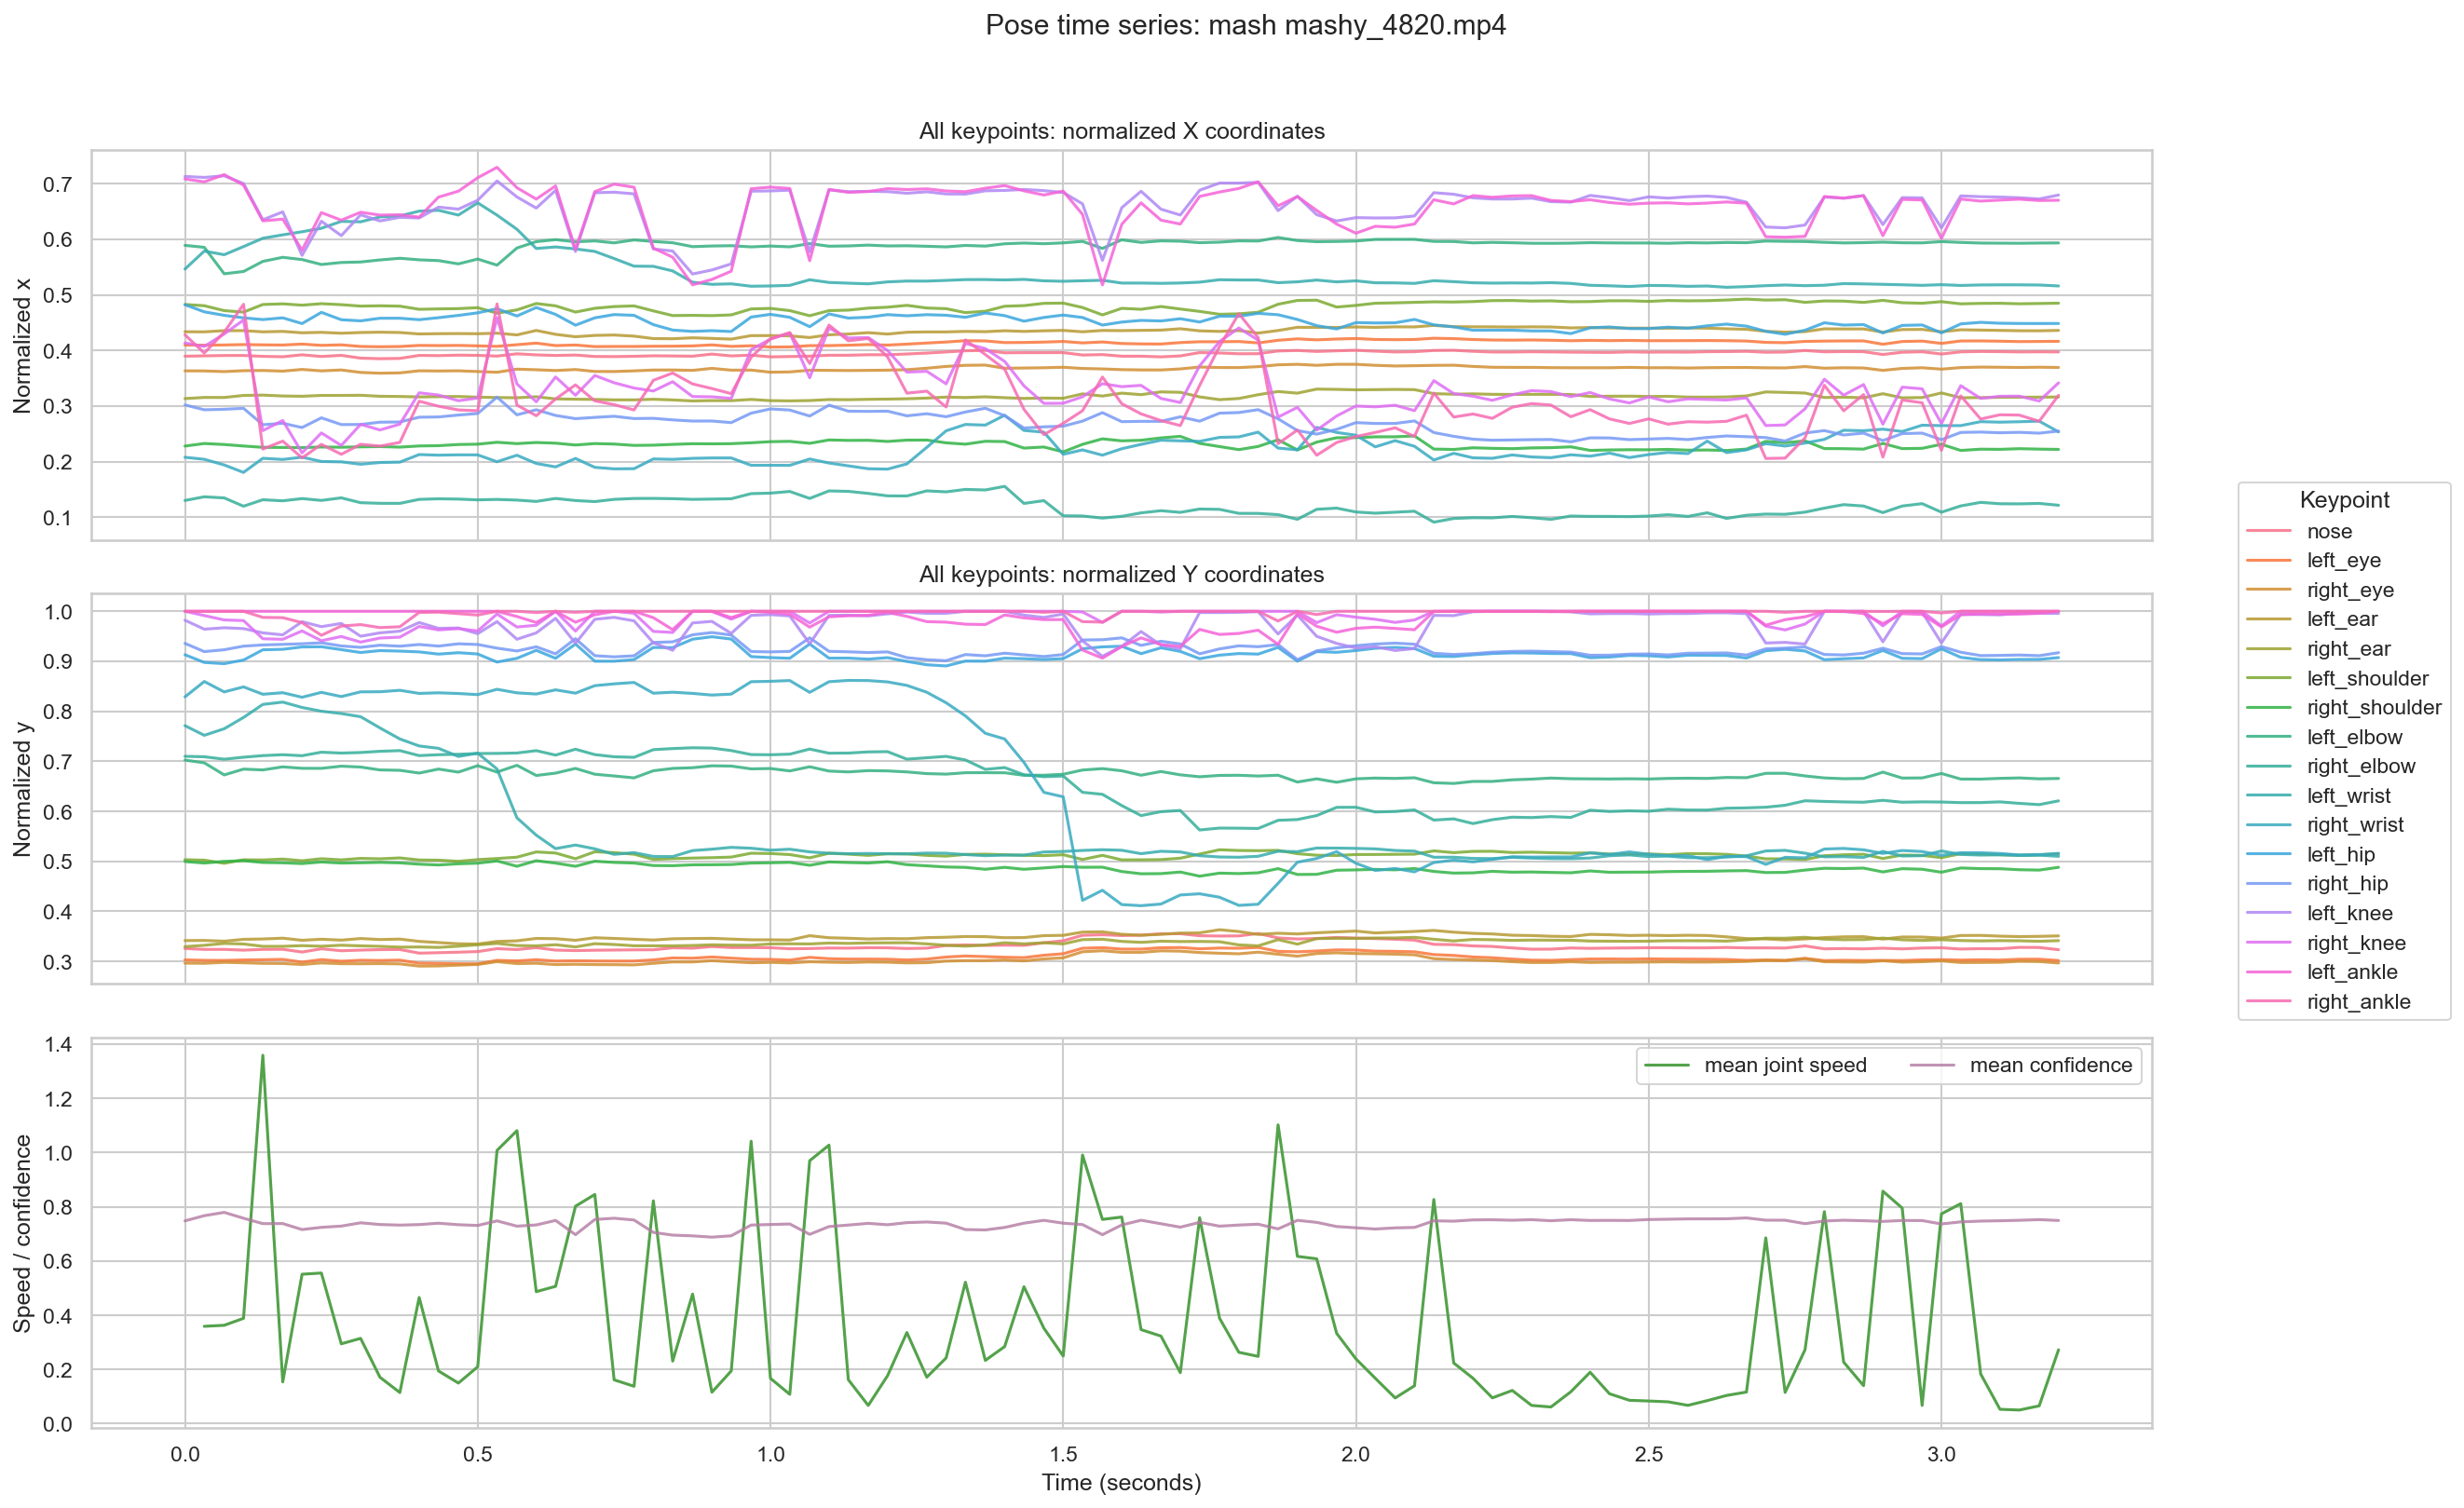 Pose time series: mash mashy_4820.mp4
All keypoints: normalized X coordinates
Normalized x
0.7
0.6
0.5
0.4
0.3
0.2
0.1
All keypoints: normalized Y coordinates
Normalized y
1.0
0.9
0.8
0.7
0.6
0.5
0.4
0.3
Keypoint
nose
left_eye
right_eye
left_ear
right_ear
left_shoulder
right_shoulder
left_elbow
right_elbow
left_wrist
right_wrist
left_hip
right_hip
left_knee
right_knee
left_ankle
right_ankle
Speed / confidence
1.4
1.2
1.0
0.8
0.6
0.4
0.2
0.0
mean joint speed
mean confidence
0.0 0.5 1.0 1.5 2.0 2.5 3.0
Time (seconds)